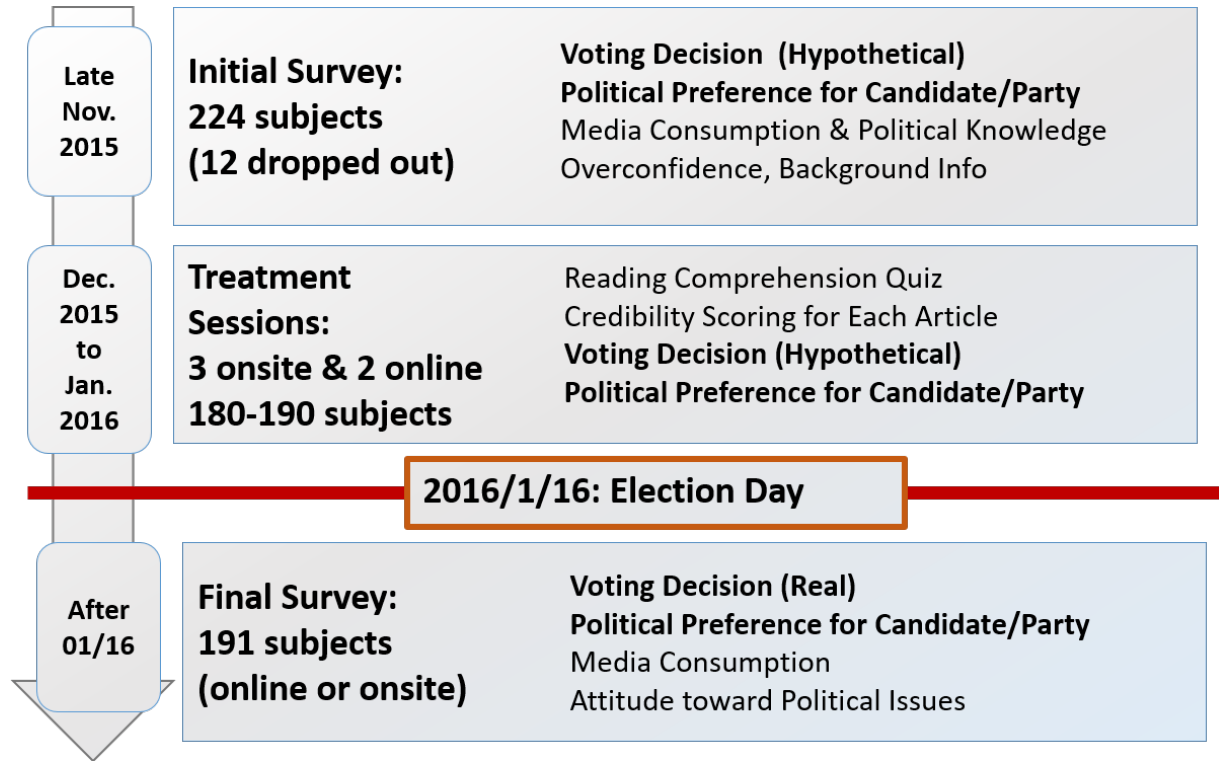 Late
Nov.
2015
Initial Survey:
224 subjects
(12 dropped out)
Voting Decision (Hypothetical)
Political Preference for Candidate/Party
Media Consumption & Political Knowledge
Overconfidence, Background Info
Dec.
2015
to
Jan.
2016
Treatment
Sessions:
3 onsite & 2 online
180-190 subjects
Reading Comprehension Quiz
Credibility Scoring for Each Article
Voting Decision (Hypothetical)
Political Preference for Candidate/Party
2016/1/16: Election Day
After
01/16
Final Survey:
191 subjects
(online or onsite)
Voting Decision (Real)
Political Preference for Candidate/Party
Media Consumption
Attitude toward Political Issues